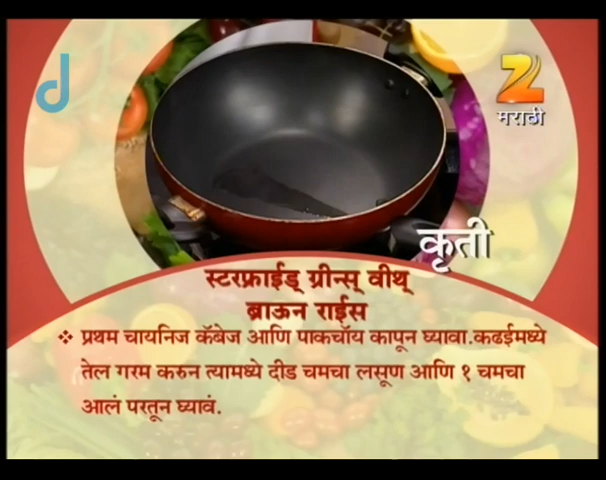 d
Z
मराठी
कृती
स्टरफ्राईड् ग्रीन्स् वीथ्
ब्राऊन राईस
❖ प्रथम चायनिज कॅबेज आणि पाकचॉय कापून घ्यावा.कढईमध्ये
तेल गरम करुन त्यामध्ये दीड चमचा लसूण आणि १ चमचा
आलं परतून घ्यावं.